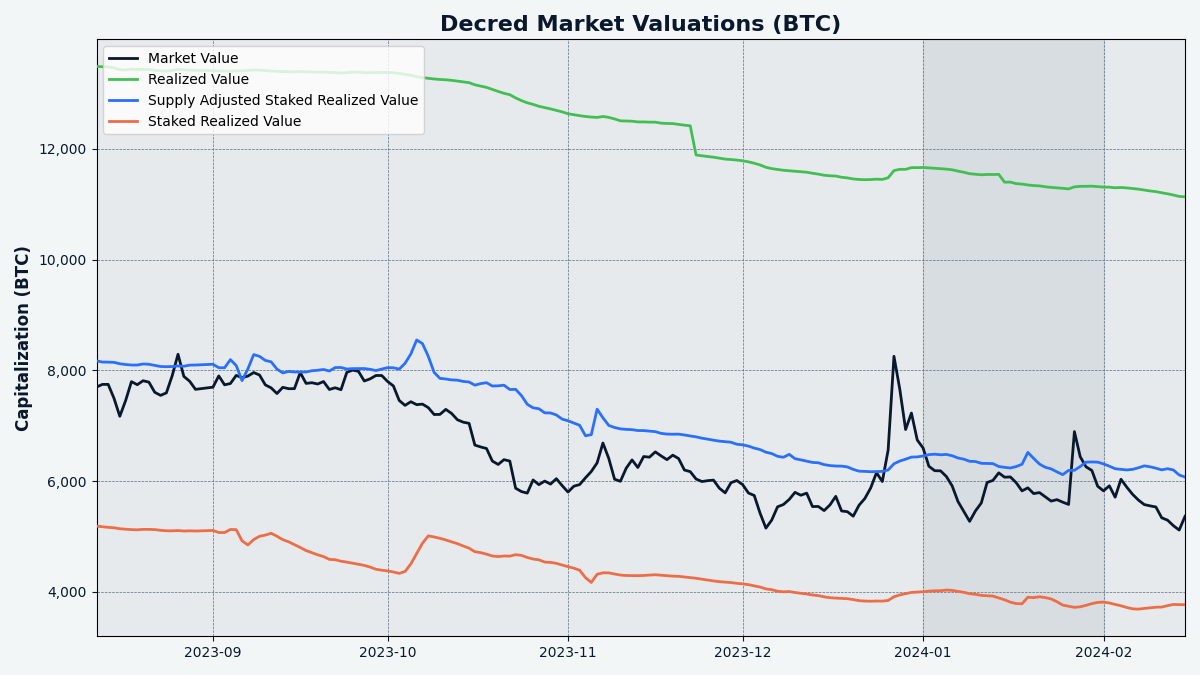 Decred Market Valuations (BTC)
Market Value
Realized Value
Supply Adjusted Staked Realized Value
Staked Realized Value
Capitalization (BTC)
12,000
10,000
8,000
6,000
4,000
2023-09
2023-10
2023-11
2023-12
2024-01
2024-02